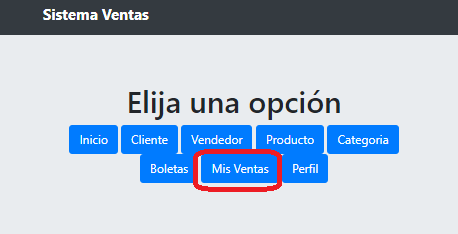 Sistema Ventas
Elija una opción
Inicio Cliente Vendedor Producto Categoria
Boletas Mis Ventas Perfil